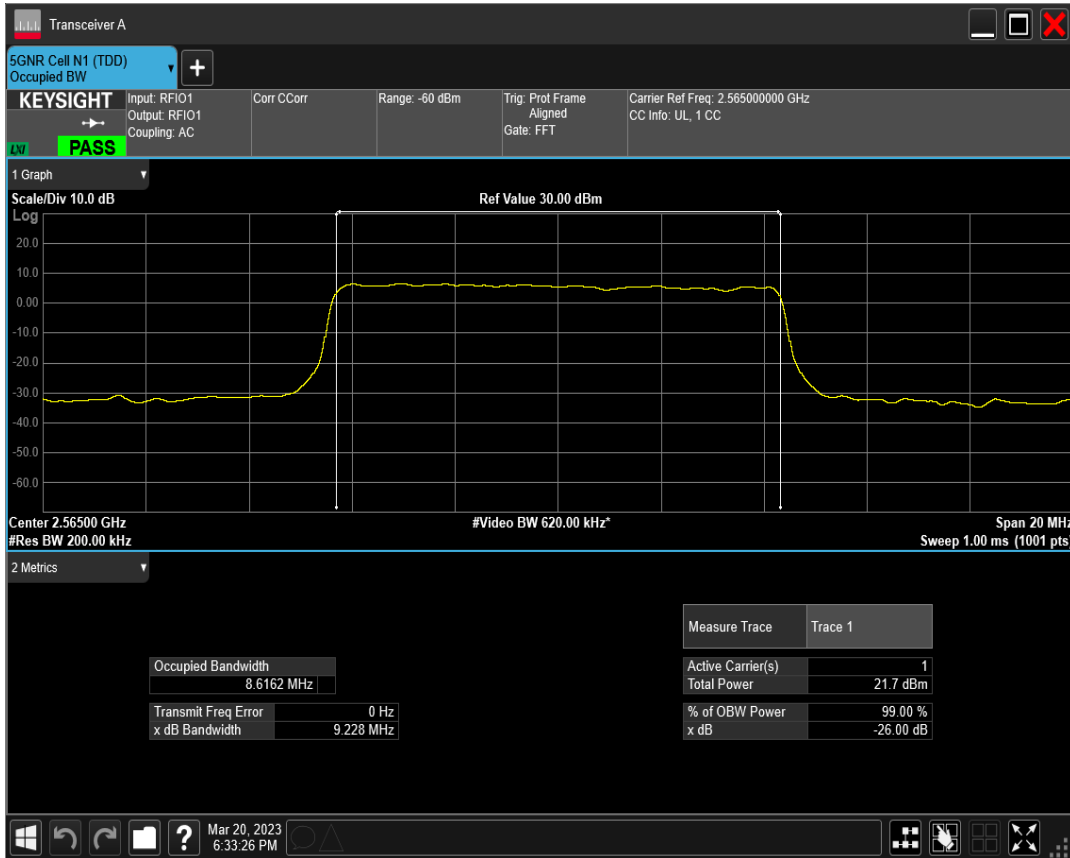 Transceiver A
5GNR Cell N1 (TDD)
Occupied BW
+
KEYSIGHT
LXI
PASS
Input: RFIO1
Output: RFIO1
Coupling: AC
Corr CCorr
Range: -60 dBm
Trig: Prot Frame
Aligned
Gate: FFT
Carrier Ref Freq: 2.565000000 GHz
CC Info: UL, 1 CC
1 Graph
Scale/Div 10.0 dB
Ref Value 30.00 dBm
Log
20.0
10.0
0.00
-10.0
-20.0
-30.0
-40.0
-50.0
-60.0
Center 2.56500 GHz
#Video BW 620.00 kHz*
Span 20 MHz
#Res BW 200.00 kHz
Sweep 1.00 ms (1001 pts)
2 Metrics
Measure Trace Trace 1
Occupied Bandwidth
8.6162 MHz
Active Carrier(s) 1
Total Power 21.7 dBm
Transmit Freq Error 0 Hz
x dB Bandwidth 9.228 MHz
% of OBW Power 99.00 %
x dB -26.00 dB
?
Mar 20, 2023
6:33:26 PM